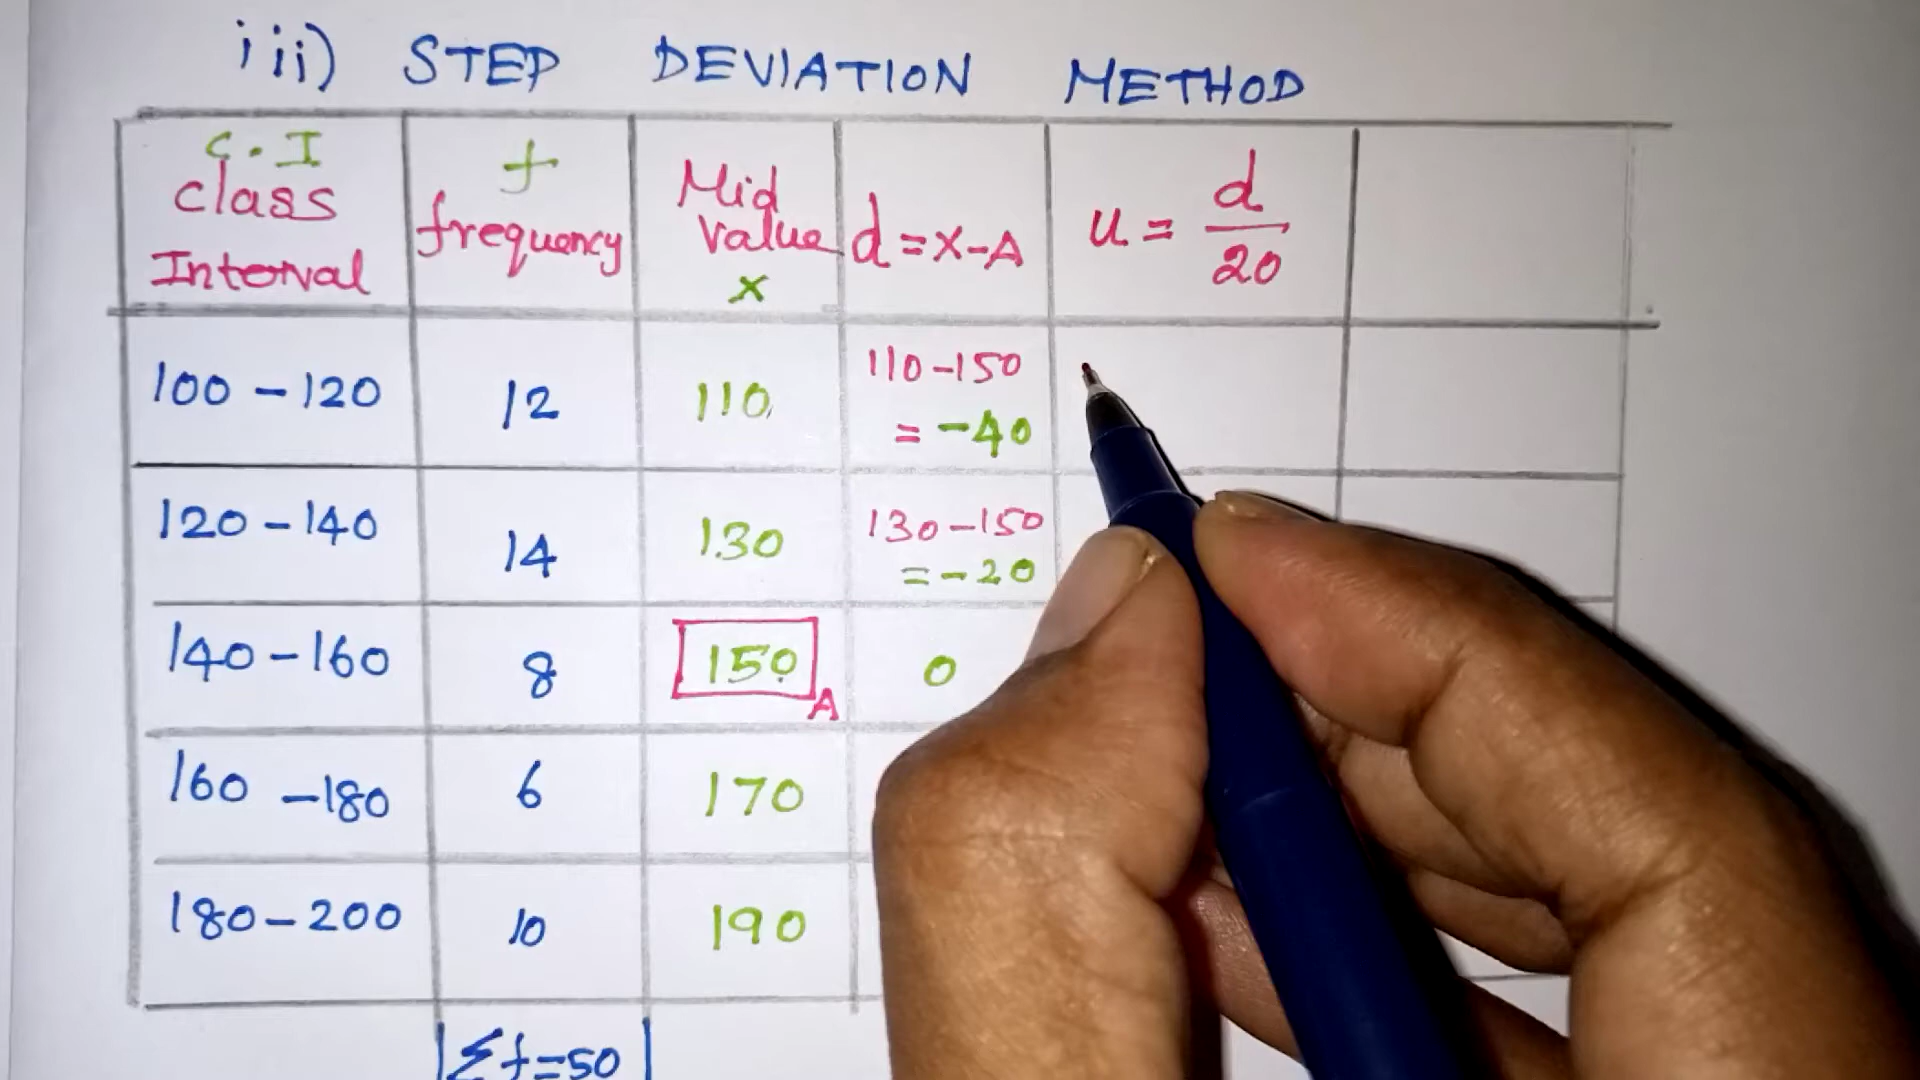 iii) STEP DEVIATION METHOD
C.I
class
Interval
f
frequency
Mid
Value
x
d=x-A
u = d/20
100-120
12
110
110-150
= -40
120-140
14
130
130-150
= -20
140-160
8
150
A
0
160-180
6
170
180-200
10
190
Σf=50